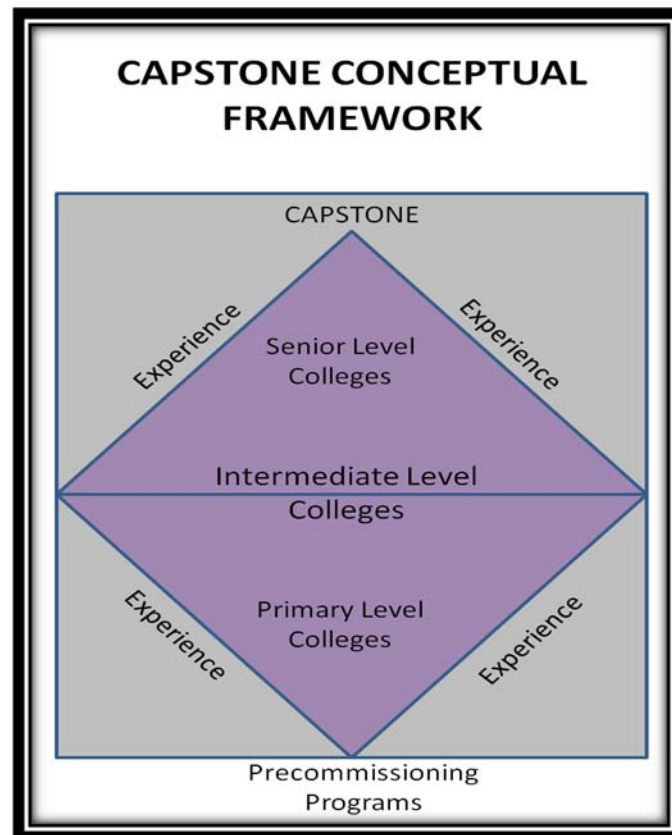 CAPSTONE CONCEPTUAL
FRAMEWORK
CAPSTONE
Experience
Experience
Senior Level
Colleges
Intermediate Level
Colleges
Experience
Primary Level
Colleges
Experience
Precommissioning
Programs